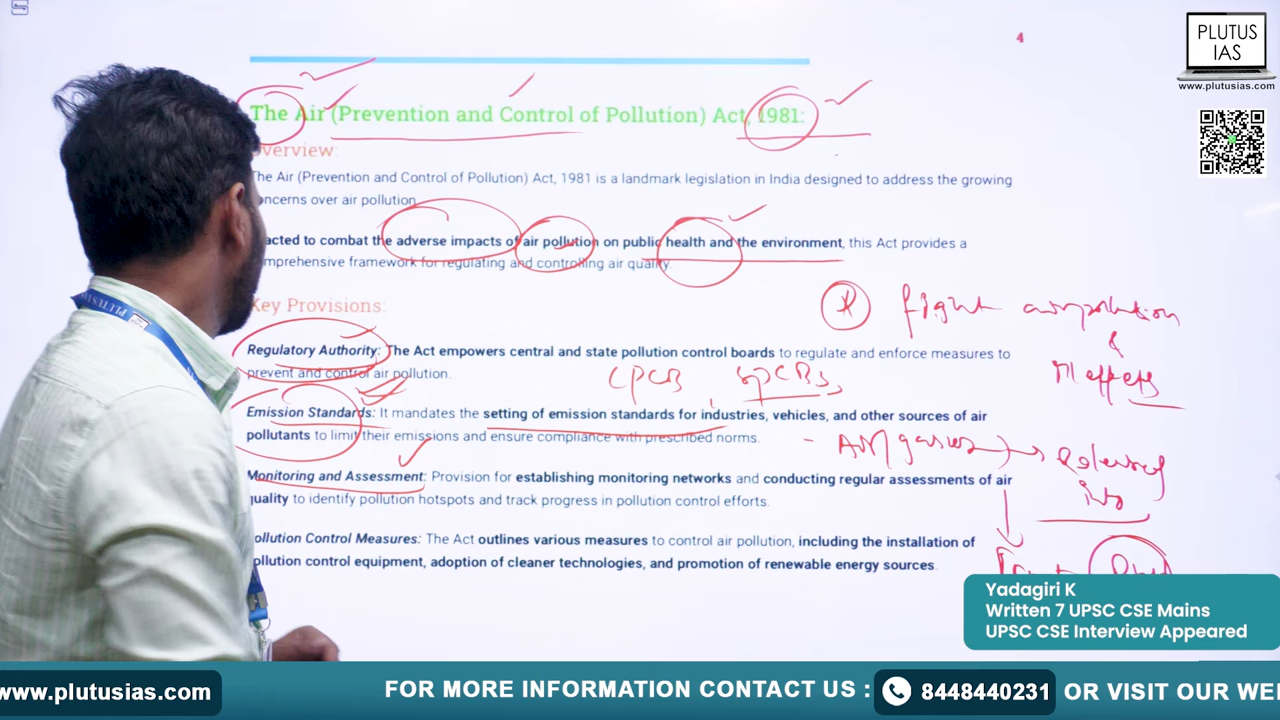 4
PLUTUS
IAS
www.plutusias.com
The Air (Prevention and Control of Pollution) Act, 1981:
Overview:
The Air (Prevention and Control of Pollution) Act, 1981 is a landmark legislation in India designed to address the growing
concerns over air pollution.
acted to combat the adverse impacts of air pollution on public health and the environment, this Act provides a
mprehensive framework for regulating and controlling air quality.
fight air pollution
&
Key Provisions:
Regulatory Authority: The Act empowers central and state pollution control boards to regulate and enforce measures to
prevent and control air pollution.
CPCB SPCBs
Emission Standards: It mandates the setting of emission standards for industries, vehicles, and other sources of air
pollutants to limit their emissions and ensure compliance with prescribed norms.
into
Monitoring and Assessment: Provision for establishing monitoring networks and conducting regular assessments of air
quality to identify pollution hotspots and track progress in pollution control efforts.
ollution Control Measures: The Act outlines various measures to control air pollution, including the installation of
pollution control equipment, adoption of cleaner technologies, and promotion of renewable energy sources.
PLUTUS IAS
Yadagiri K
Written 7 UPSC CSE Mains
UPSC CSE Interview Appeared
www.plutusias.com
FOR MORE INFORMATION CONTACT US : 8448440231 OR VISIT OUR WE